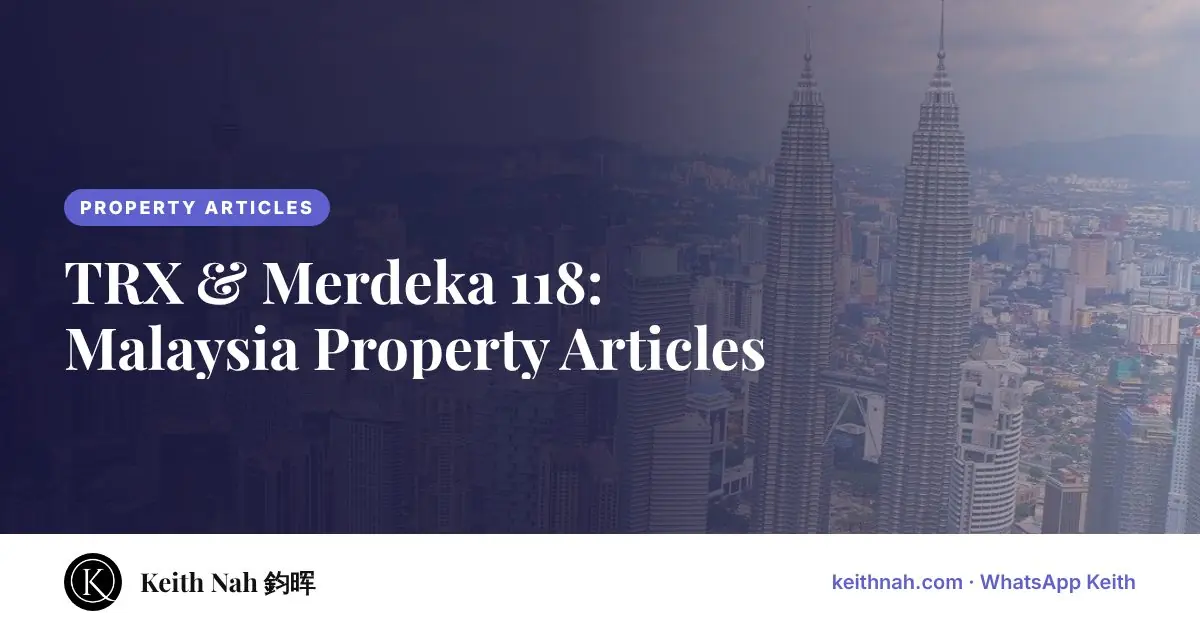 PROPERTY ARTICLES
TRX & Merdeka 118:
Malaysia Property Articles
K
Keith Nah 鈞晖
keithnah.com · WhatsApp Keith